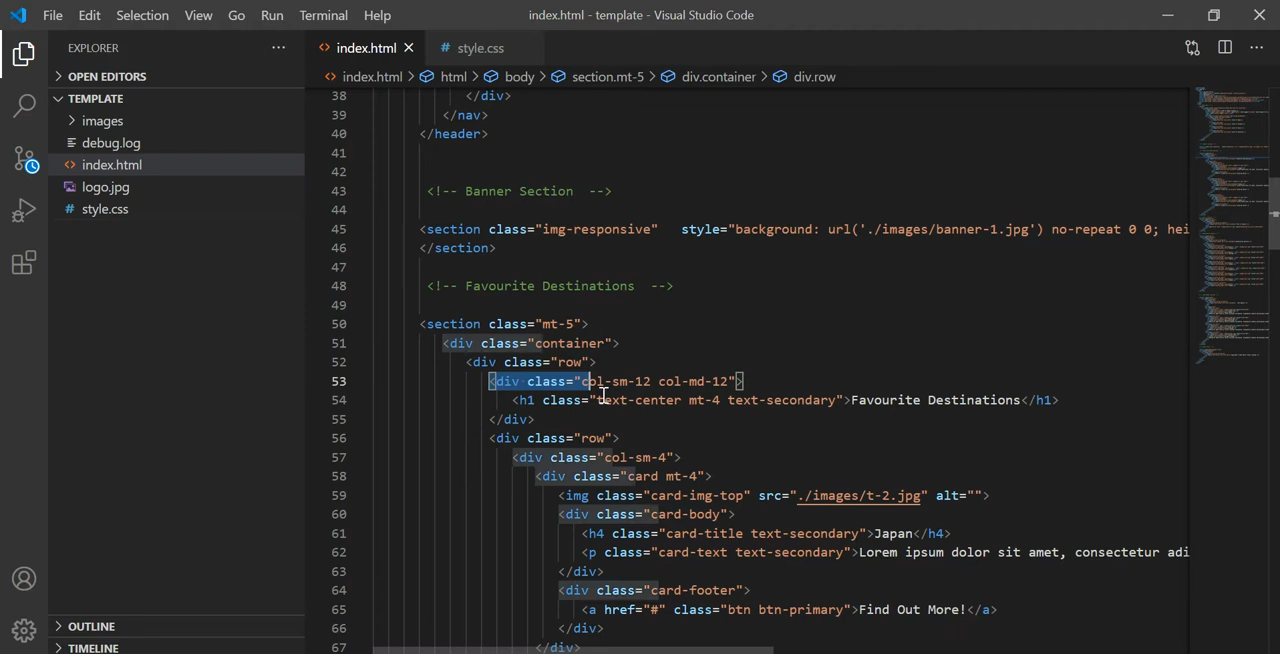 File Edit Selection View Go Run Terminal Help index.html - template - Visual Studio Code
EXPLORER
OPEN EDITORS
TEMPLATE
images
debug.log
index.html
logo.jpg
style.css
OUTLINE
TIMELINE
index.html style.css
index.html > html > body > section.mt-5 > div.container > div.row
38 </div>
39 </nav>
40 </header>
41
42
43 <!-- Banner Section -->
44
45 <section class="img-responsive" style="background: url('./images/banner-1.jpg') no-repeat 0 0; hei
46 </section>
47
48 <!-- Favourite Destinations -->
49
50 <section class="mt-5">
51 <div class="container">
52 <div class="row">
53 <div class="col-sm-12 col-md-12">
54 <h1 class="text-center mt-4 text-secondary">Favourite Destinations</h1>
55 </div>
56 <div class="row">
57 <div class="col-sm-4">
58 <div class="card mt-4">
59 <img class="card-img-top" src="./images/t-2.jpg" alt="">
60 <div class="card-body">
61 <h4 class="card-title text-secondary">Japan</h4>
62 <p class="card-text text-secondary">Lorem ipsum dolor sit amet, consectetur adi
63 </div>
64 <div class="card-footer">
65 <a href="#" class="btn btn-primary">Find Out More!</a>
66 </div>
67 </div>